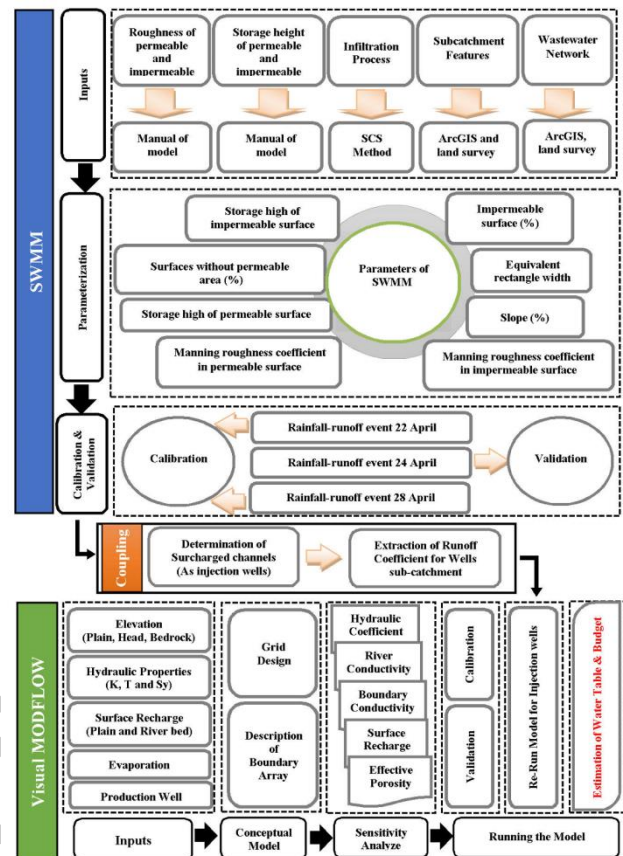 SWMM
Inputs
Roughness of
permeable
and
impermeable
Storage height
of permeable
and
impermeable
Infiltration
Process
Subcatchment
Features
Wastewater
Network
Manual of
model
Manual of
model
SCS
Method
ArcGIS and
land survey
ArcGIS,
land survey
Parameterization
Storage high of
impermeable surface
Surfaces without permeable
area (%)
Storage high of permeable surface
Manning roughness coefficient
in permeable surface
Parameters of
SWMM
Impermeable
surface (%)
Equivalent
rectangle width
Slope (%)
Manning roughness coefficient
in impermeable surface
Calibration &
Validation
Calibration
Rainfall-runoff event 22 April
Rainfall-runoff event 24 April
Rainfall-runoff event 28 April
Validation
Coupling
Determination of
Surcharged channels
(As injection wells)
Extraction of Runoff
Coefficient for Wells
sub-catchment
Visual MODFLOW
Elevation
(Plain, Head, Bedrock)
Hydraulic Properties
(K, T and Sy)
Surface Recharge
(Plain and River bed)
Evaporation
Production Well
Grid
Design
Description
of
Boundary
Array
Hydraulic
Coefficient
River
Conductivity
Boundary
Conductivity
Surface
Recharge
Effective
Porosity
Calibration
Validation
Re-Run Model for Injection wells
Estimation of Water Table & Budget
Inputs
Conceptual
Model
Sensitivity
Analyze
Running the Model